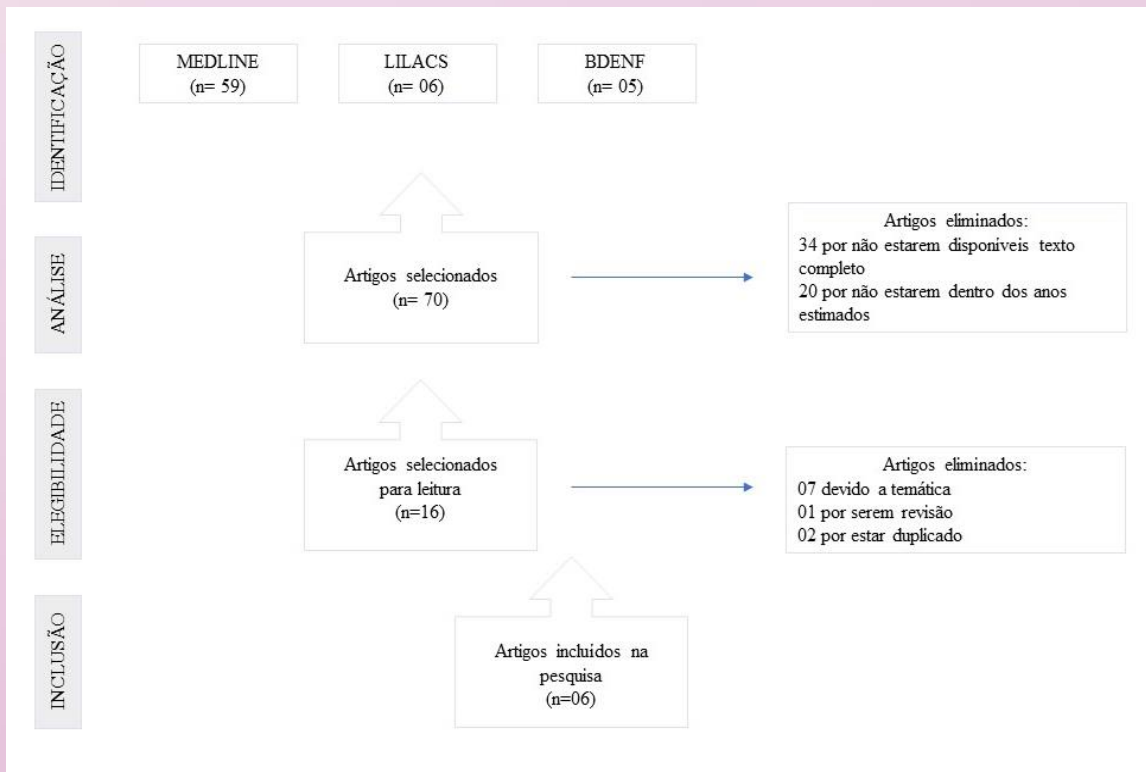 IDENTIFICAÇÃO
MEDLINE
(n= 59)
LILACS
(n= 06)
BDENF
(n= 05)
ANÁLISE
Artigos selecionados
(n= 70)
Artigos eliminados:
34 por não estarem disponíveis texto
completo
20 por não estarem dentro dos anos
estimados
ELEGIBILIDADE
Artigos selecionados
para leitura
(n=16)
Artigos eliminados:
07 devido a temática
01 por serem revisão
02 por estar duplicado
INCLUSÃO
Artigos incluídos na
pesquisa
(n=06)